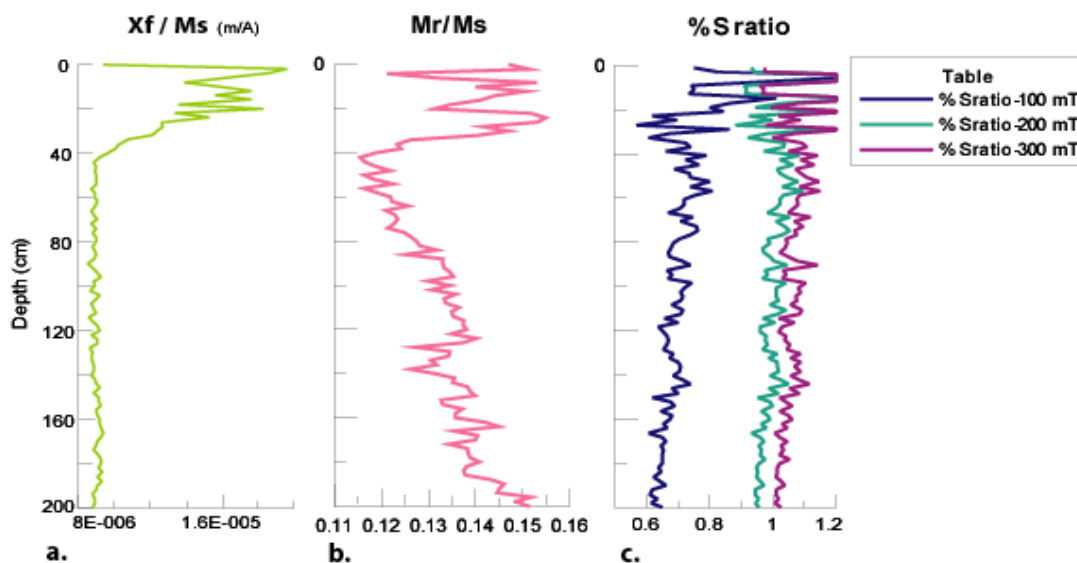 Xf / Ms (m/A)
Mr/Ms
%Sratio
0
40
80
120
160
200
Depth (cm)
8E-006
1.6E-005
a.
0
0.11
0.12
0.13
0.14
0.15
0.16
b.
0
0.6
0.8
1
1.2
c.
Table
%Sratio-100 mT
%Sratio-200 mT
%Sratio-300 mT